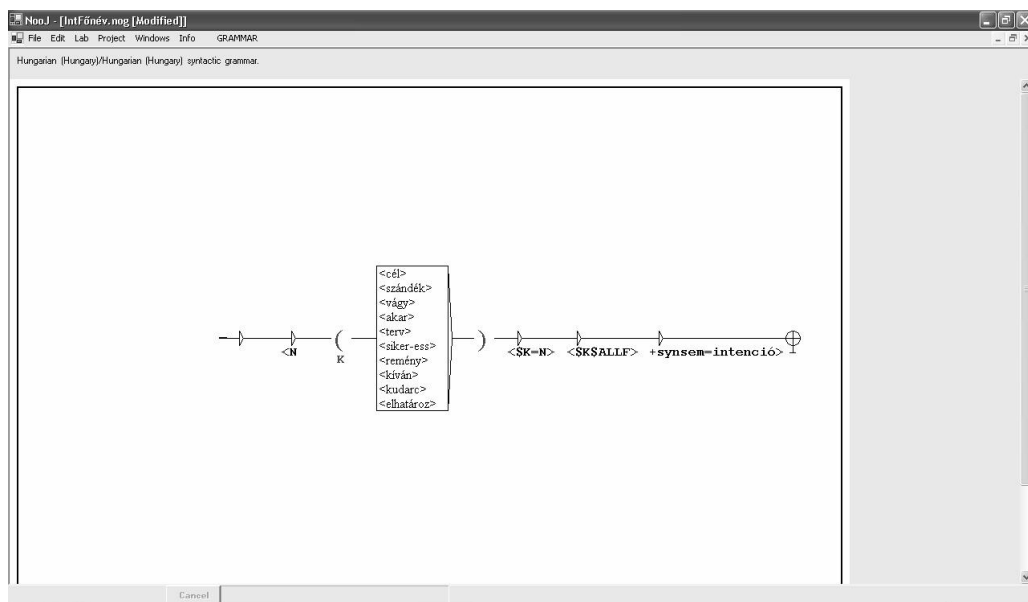 NooJ - [IntFőnév.nog [Modified]]
File Edit Lab Project Windows Info GRAMMAR
Hungarian (Hungary)/Hungarian (Hungary) syntactic grammar.
<cél>
<szándék>
<vágy>
<akar>
<terv>
<siker-ess>
<remény>
<kíván>
<kudarc>
<elhatároz>
(
)
<N
K
<$K=N> <$K$ALLF> +synsem=intenció>
Cancel